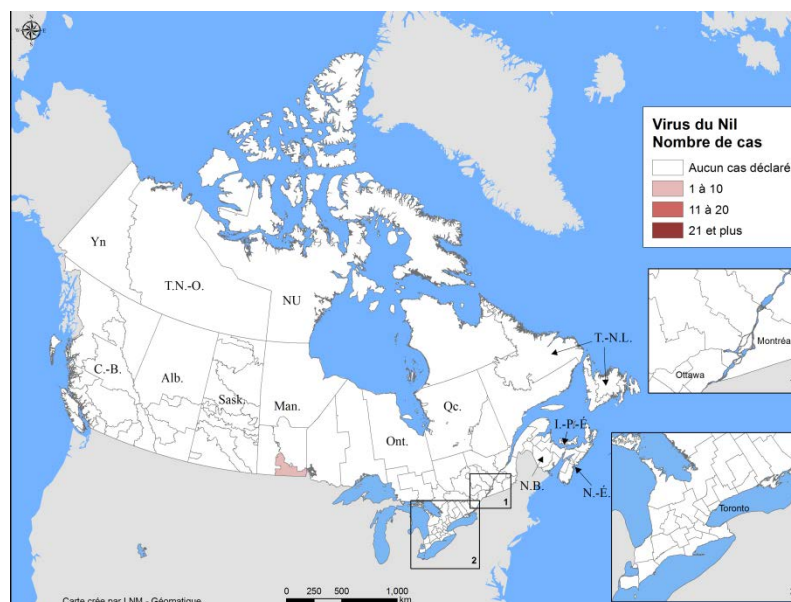 N
W
E
S
Virus du Nil
Nombre de cas
Aucun cas déclaré
1 à 10
11 à 20
21 et plus
Yn
T.N.-O.
NU
C.-B.
Alb.
Sask.
Man.
Ont.
Qc.
T.-N.L.
I.-P.-É.
N.B.
N.-É.
1
2
Montréal
Ottawa
Toronto
0 250 500 1,000
km
Carte crée par LNM - Géomatique